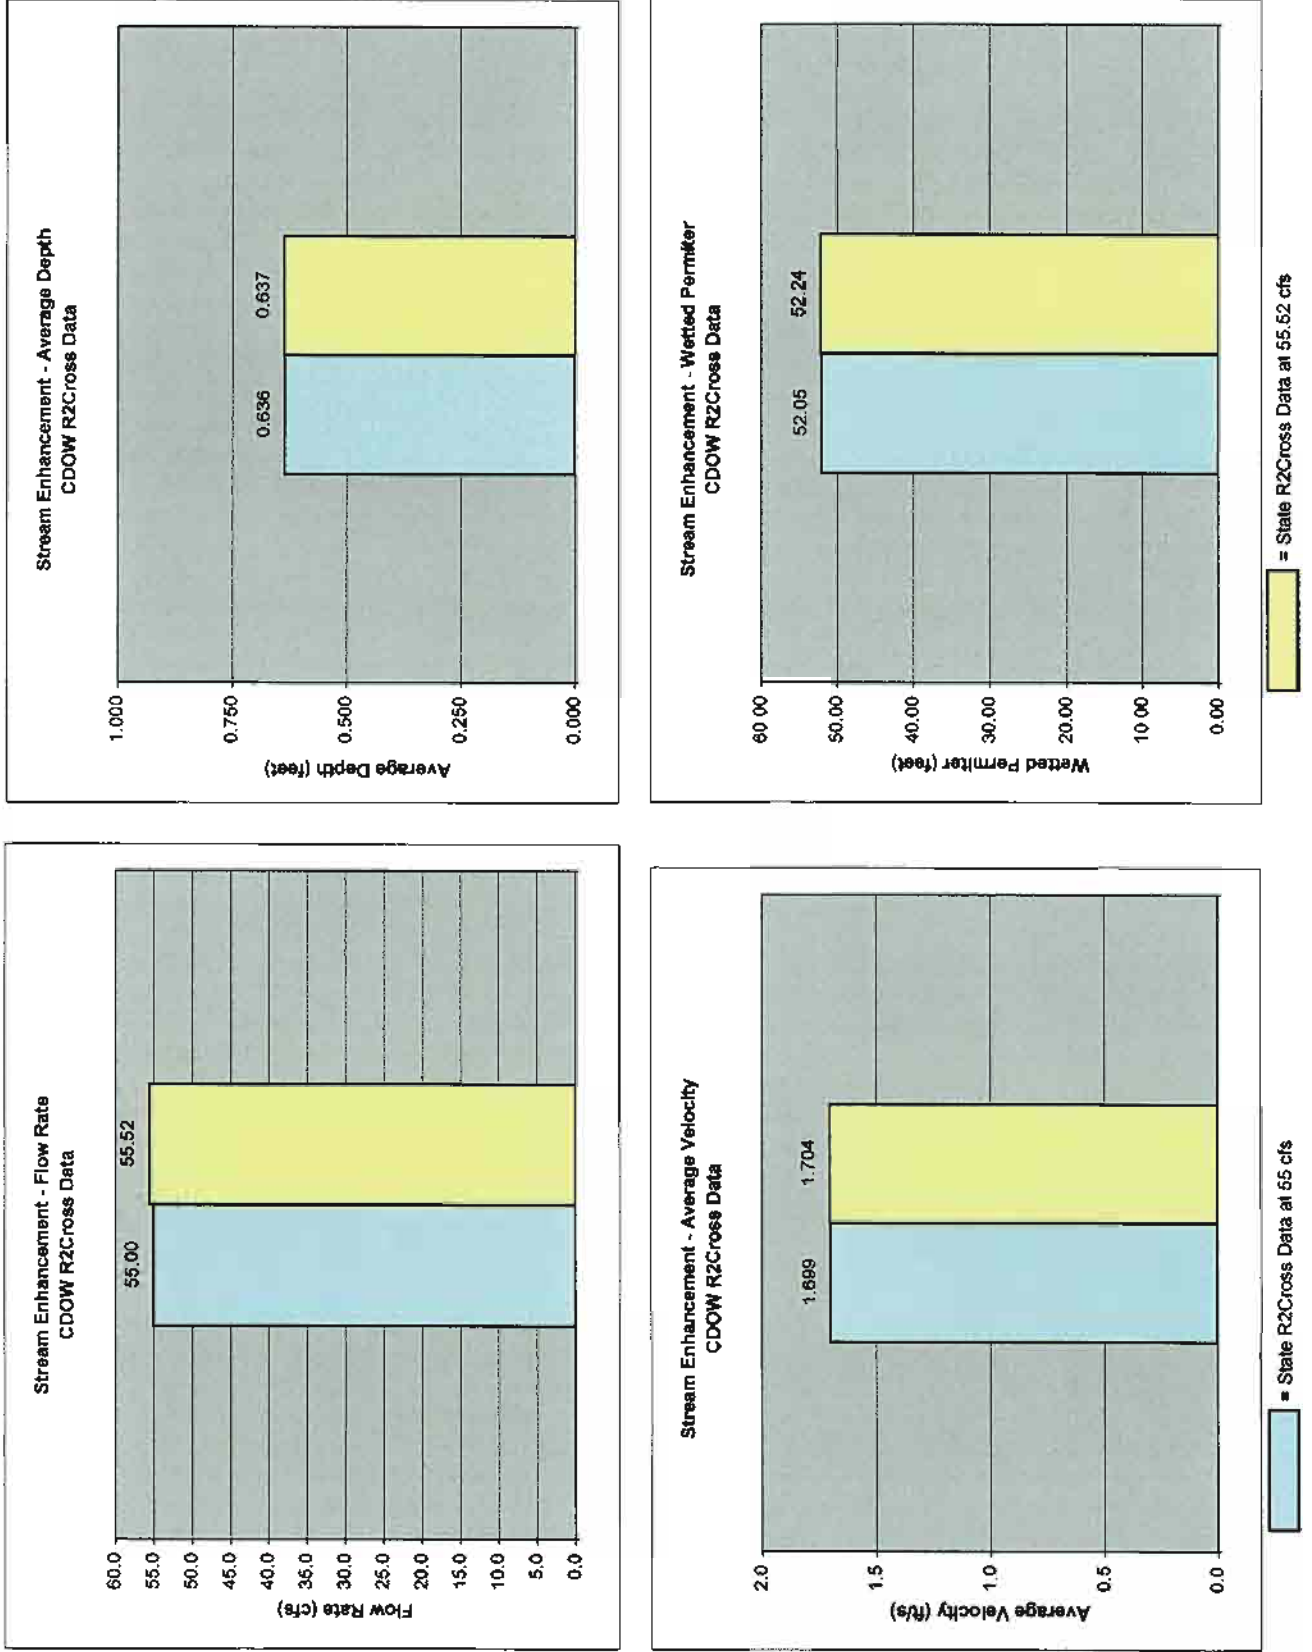 Stream Enhancement - Flow Rate
CDOW R2Cross Data
Flow Rate (cfs)
60.0
55.0
50.0
45.0
40.0
35.0
30.0
25.0
20.0
15.0
10.0
5.0
0.0
55.00
55.52
Stream Enhancement - Average Depth
CDOW R2Cross Data
Average Depth (feet)
1.000
0.750
0.500
0.250
0.000
0.636
0.637
Stream Enhancement - Average Velocity
CDOW R2Cross Data
Average Velocity (ft/s)
2.0
1.5
1.0
0.5
0.0
1.699
1.704
Stream Enhancement - Wetted Permiter
CDOW R2Cross Data
Wetted Permiter (feet)
60.00
50.00
40.00
30.00
20.00
10.00
0.00
52.05
52.24
= State R2Cross Data at 55 cfs
= State R2Cross Data at 55.52 cfs